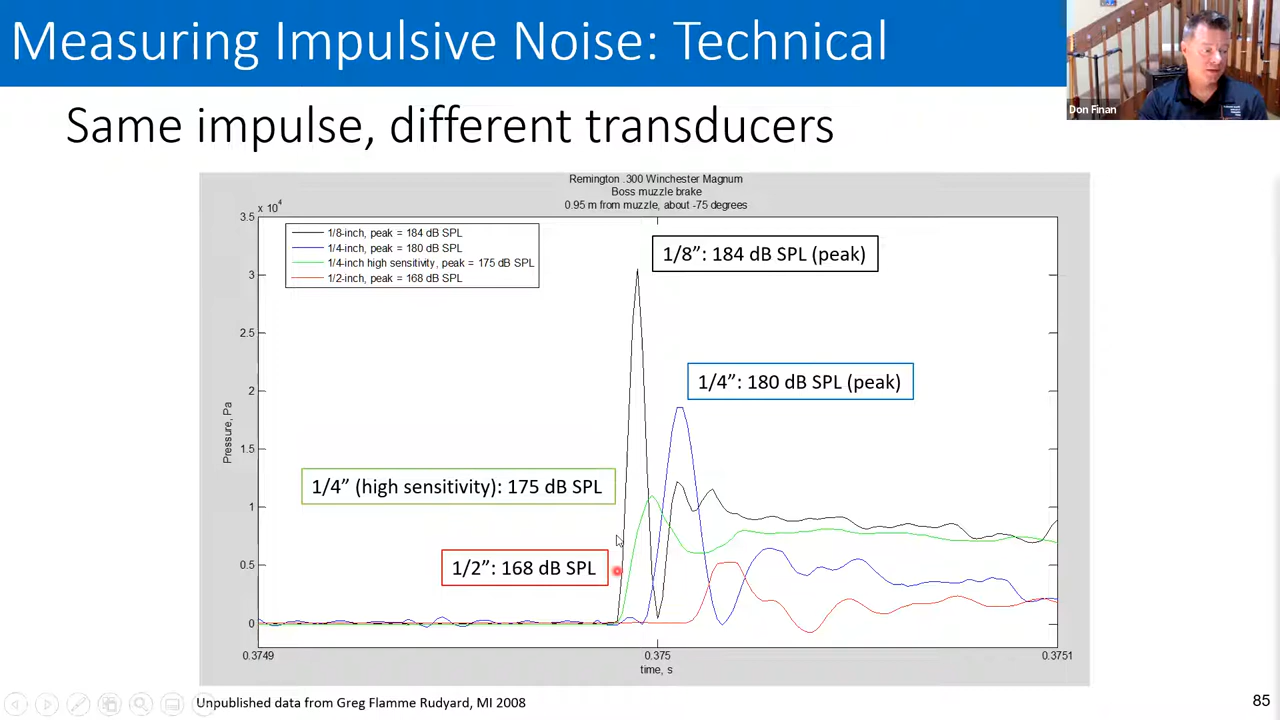 Measuring Impulsive Noise: Technical
Don Finan
Same impulse, different transducers
Remington .300 Winchester Magnum
Boss muzzle brake
0.95 m from muzzle, about -75 degrees
x 10^4
3.5
1/8-inch, peak = 184 dB SPL
1/4-inch, peak = 180 dB SPL
1/4-inch high sensitivity, peak = 175 dB SPL
1/2-inch, peak = 168 dB SPL
1/8”: 184 dB SPL (peak)
3
2.5
1/4”: 180 dB SPL (peak)
2
Pressure, Pa
1.5
1/4” (high sensitivity): 175 dB SPL
1
1/2”: 168 dB SPL
0.5
0
0.3749
0.375
0.3751
time, s
Unpublished data from Greg Flamme Rudyard, MI 2008
85